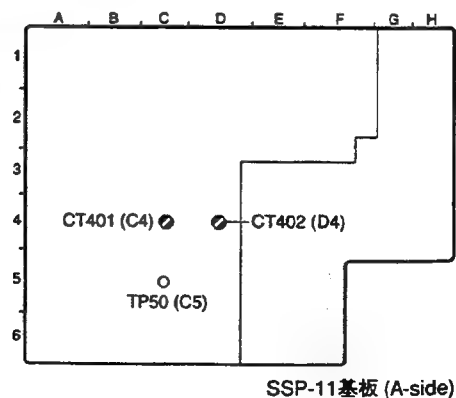 A B C D E F G H
1
2
3
4
CT401 (C4) CT402 (D4)
5
TP50 (C5)
6
SSP-11基板 (A-side)